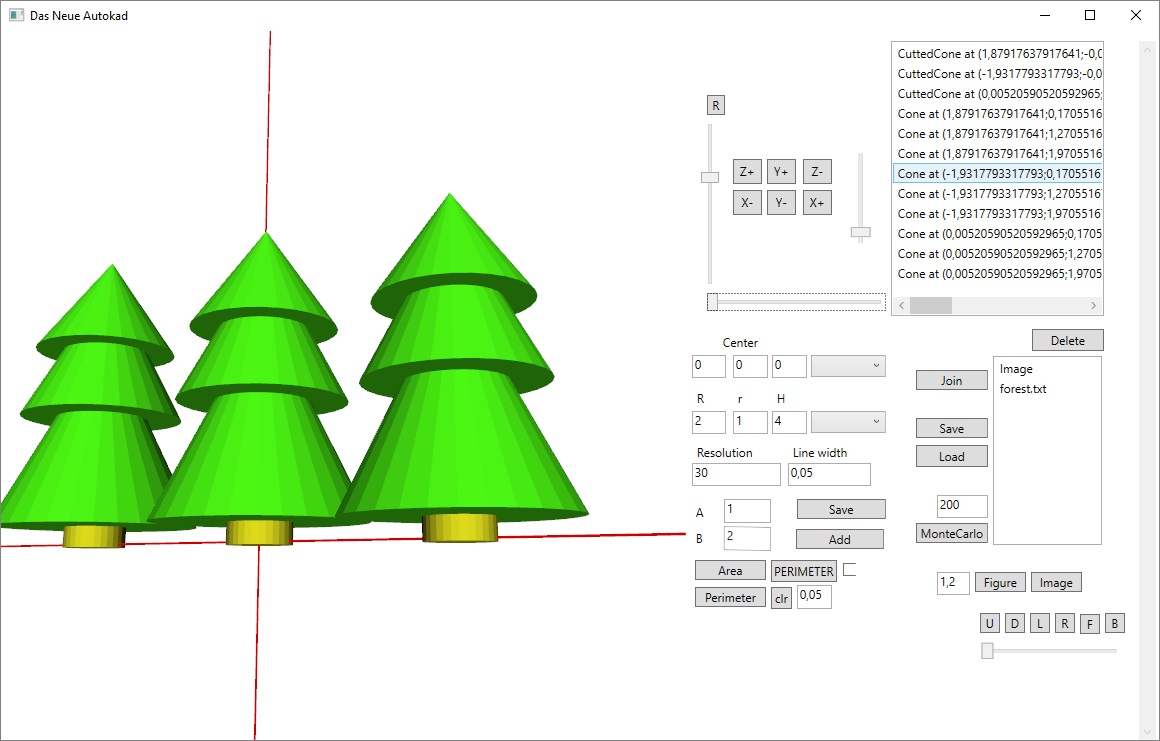 Das Neue Autokad
CuttedCone at (1,87917637917641;-0,0
CuttedCone at (-1,9317793317793;-0,0
CuttedCone at (0,00520590520592965;
Cone at (1,87917637917641;0,1705516
Cone at (1,87917637917641;1,2705516
Cone at (1,87917637917641;1,9705516
Cone at (-1,9317793317793;0,1705516
Cone at (-1,9317793317793;1,2705516
Cone at (-1,9317793317793;1,9705516
Cone at (0,00520590520592965;0,1705
Cone at (0,00520590520592965;1,2705
Cone at (0,00520590520592965;1,9705
R
Z+ Y+ Z-
X- Y- X+
Center
0 0 0
R r H
2 1 4
Resolution Line width
30 0,05
A 1 Save
B 2 Add
Area PERIMETER
Perimeter clr 0,05
Delete
Join
Save
Load
Image
forest.txt
200
MonteCarlo
1,2 Figure Image
U D L R F B